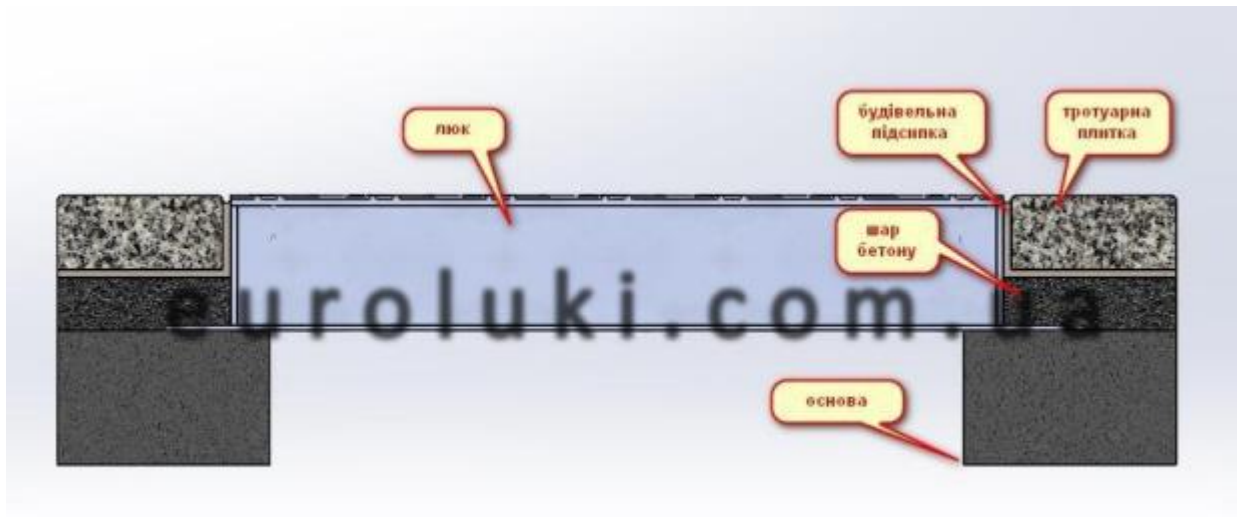 люк
будівельна
підсипка
тротуарна
плитка
шар
бетону
euroluki.com.ua
основа